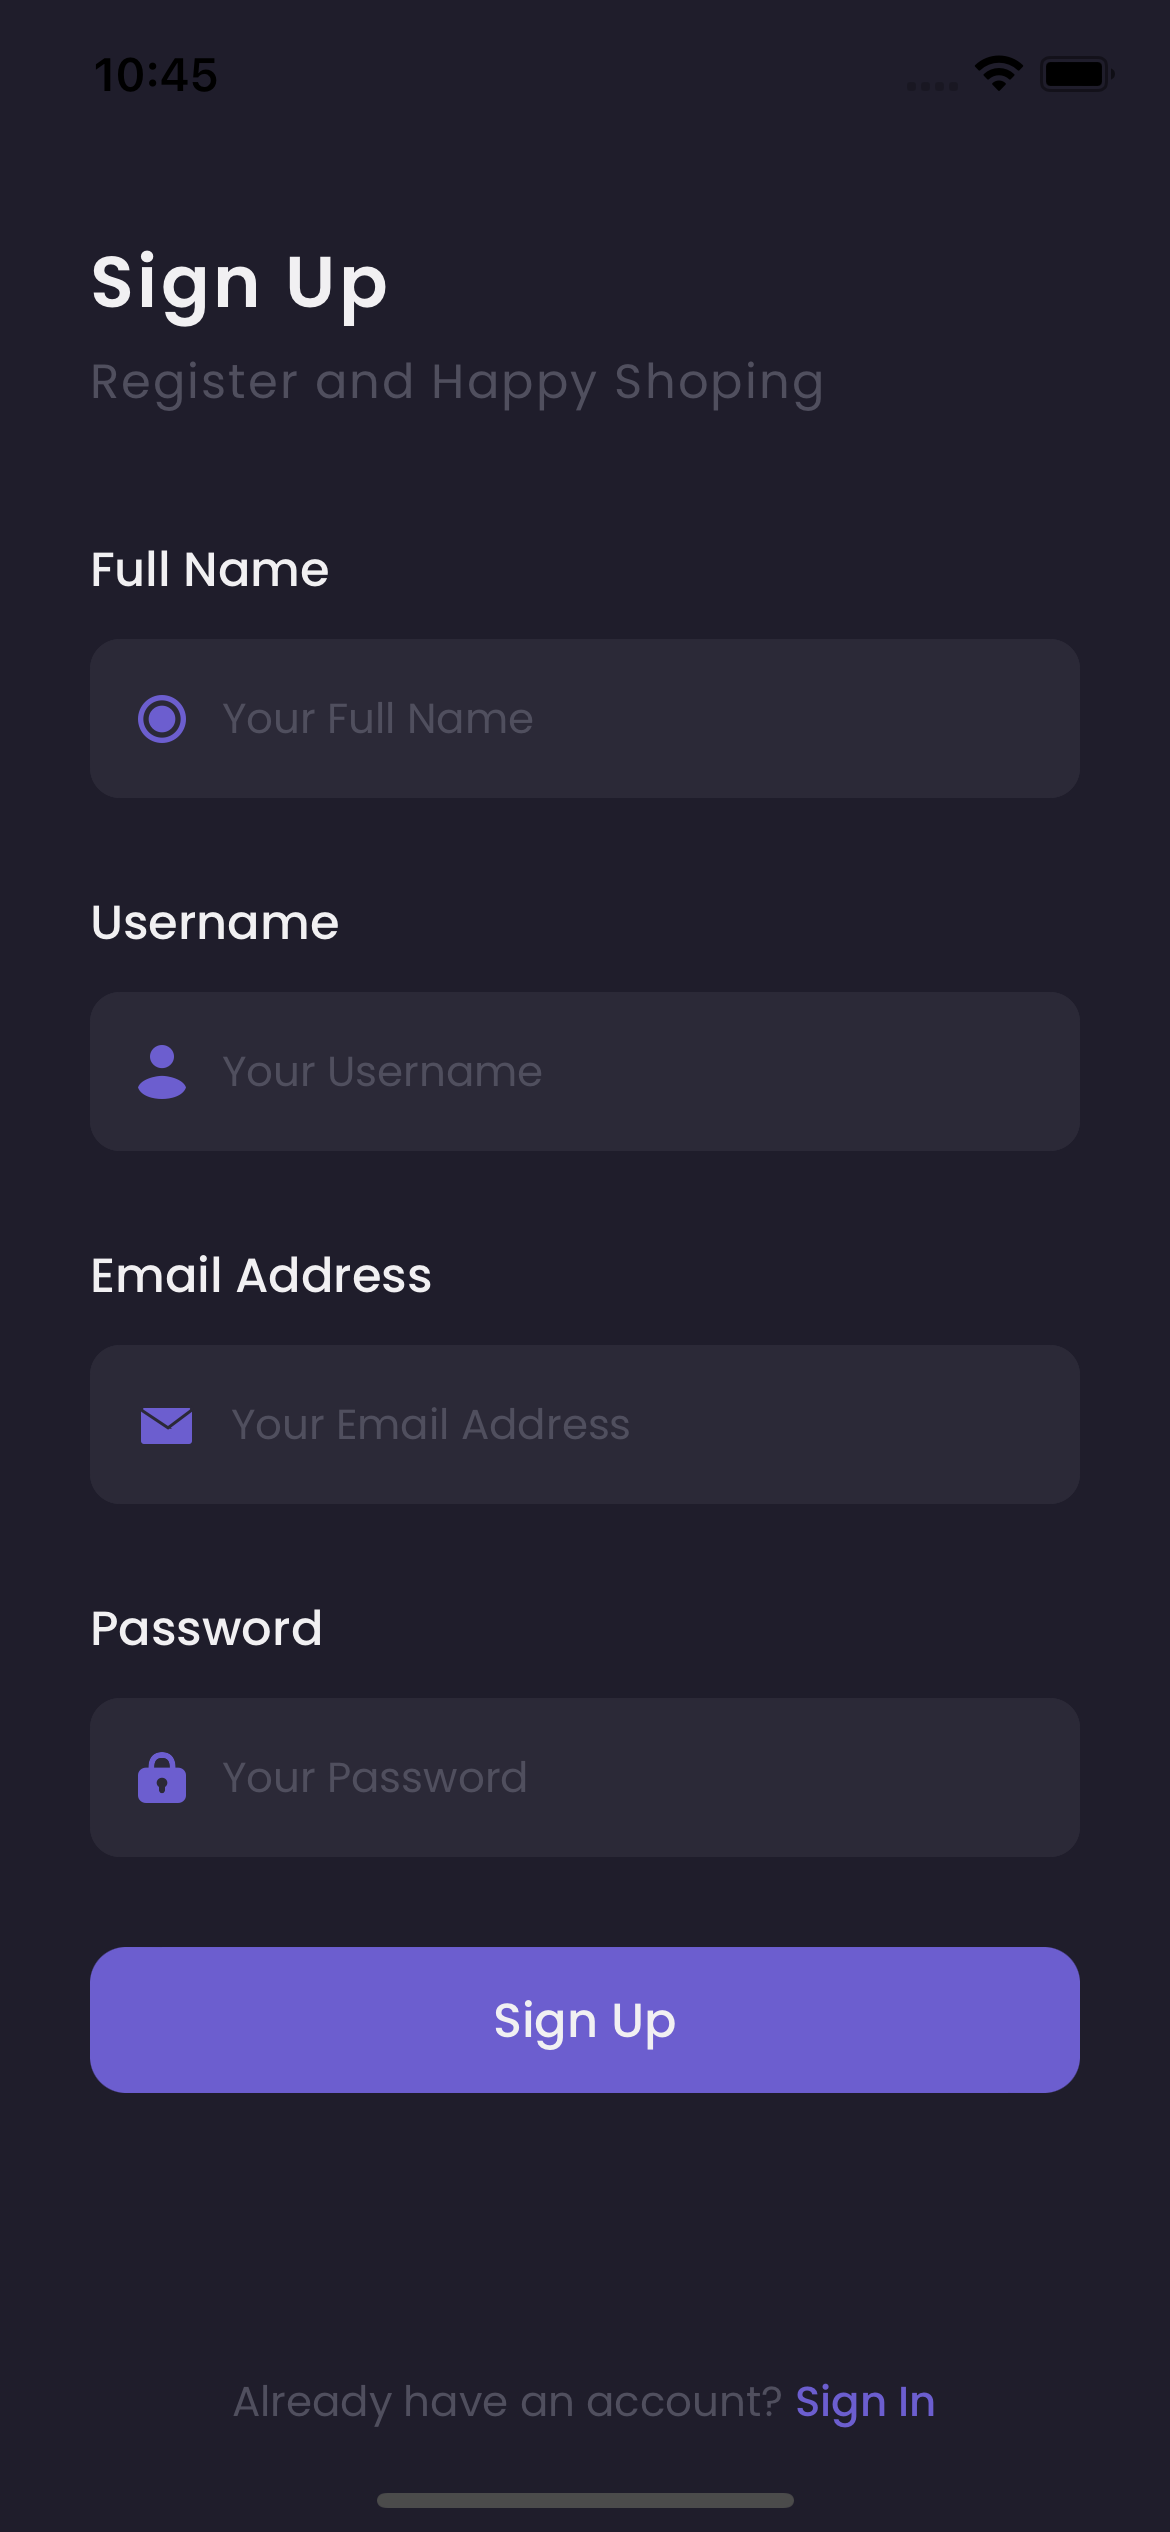 10:45
Sign Up
Register and Happy Shoping
Full Name
Your Full Name
Username
Your Username
Email Address
Your Email Address
Password
Your Password
Sign Up
Already have an account? Sign In